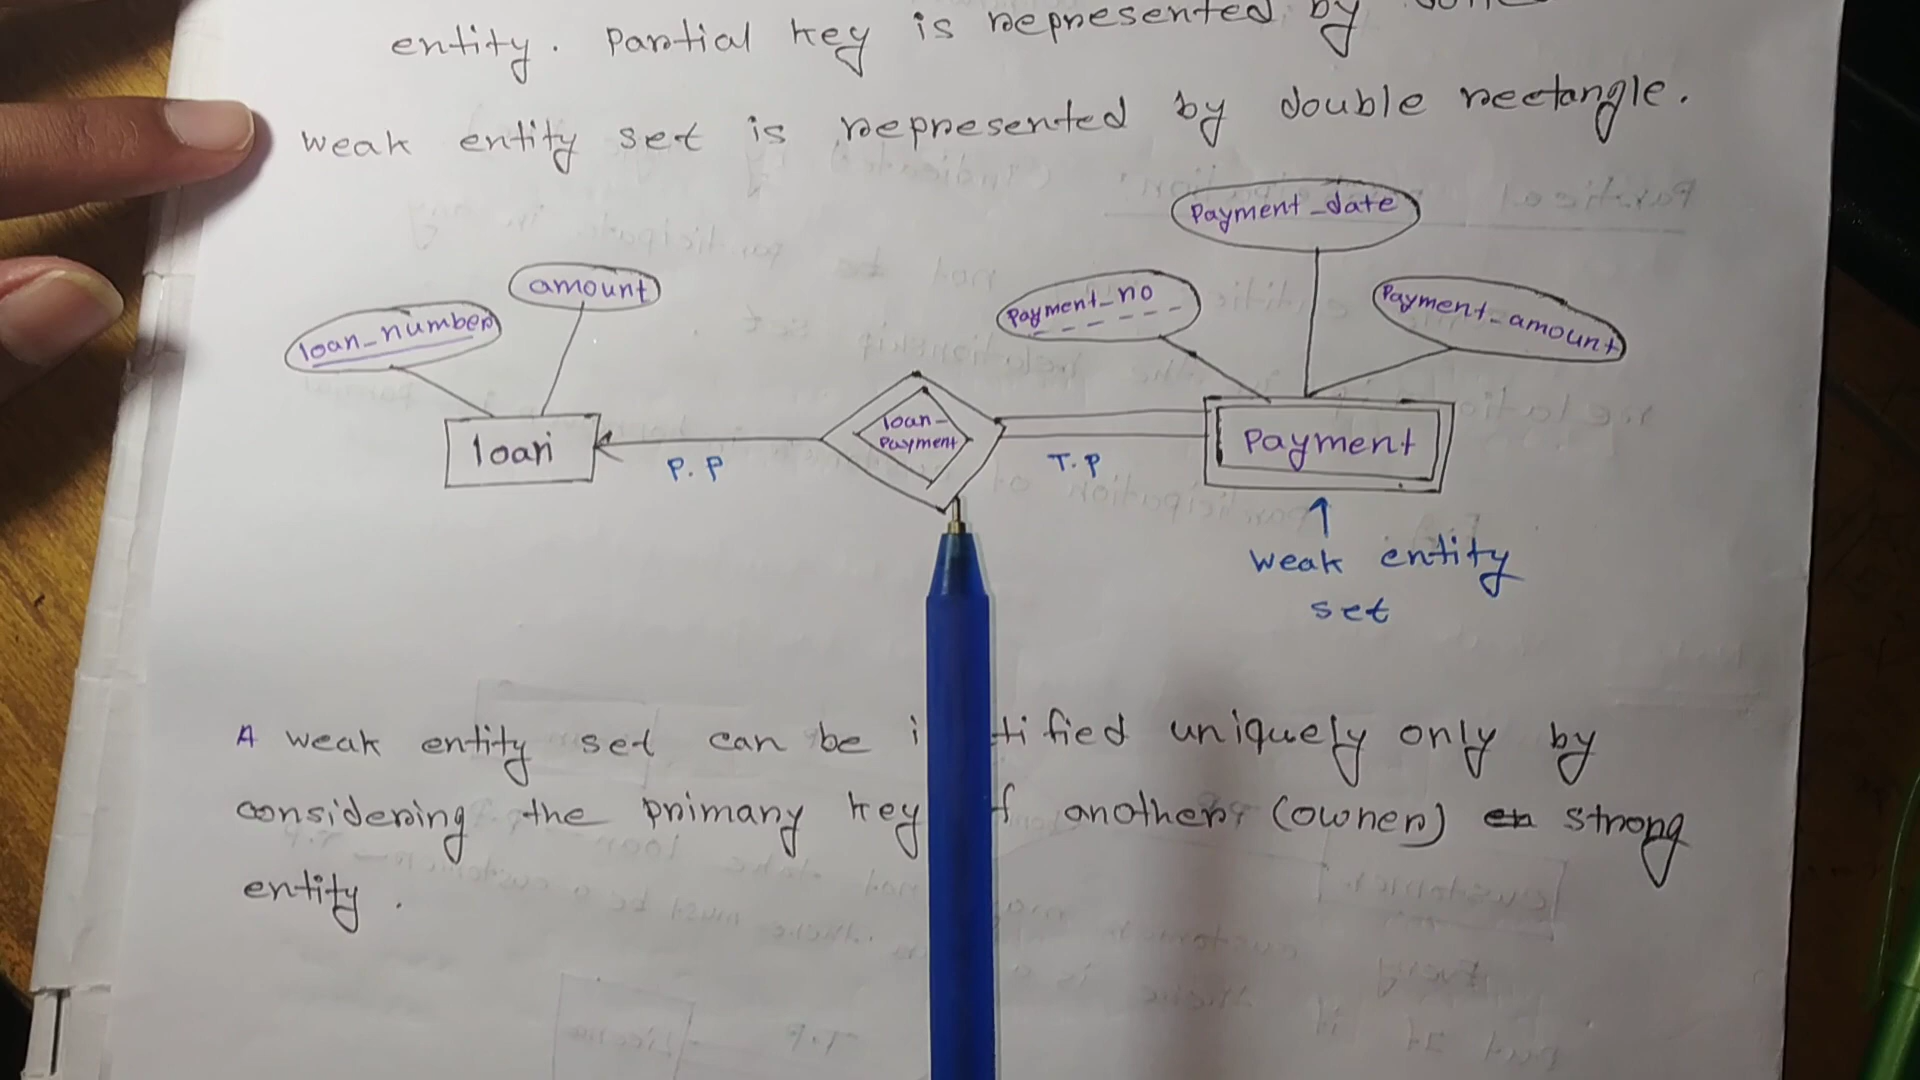 entity. Partial key is represented by
weak entity set is represented by double rectangle.
Payment_date
amount
Payment_no
Payment_amount
loan_number
loan-
Payment
loan
Payment
P.P
T.P
weak entity
set
A weak entity set can be i tified uniquely only by
considering the primary key f another (owner) en strong
entity.